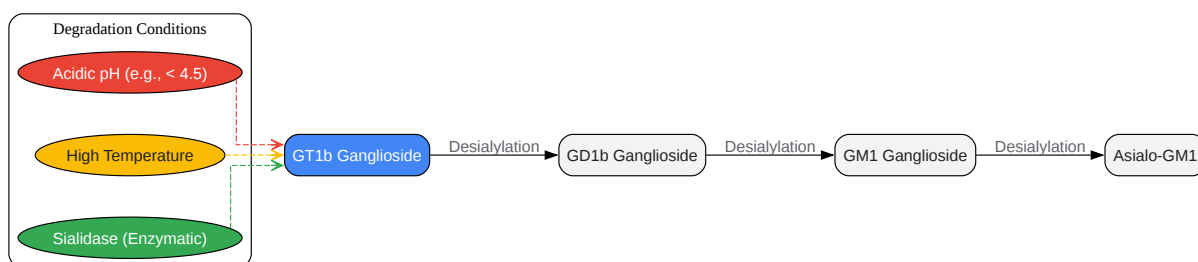 Degradation Conditions
Acidic pH (e.g., < 4.5)
High Temperature
Sialidase (Enzymatic)
GT1b Ganglioside
Desialylation
GD1b Ganglioside
Desialylation
GM1 Ganglioside
Desialylation
Asialo-GM1